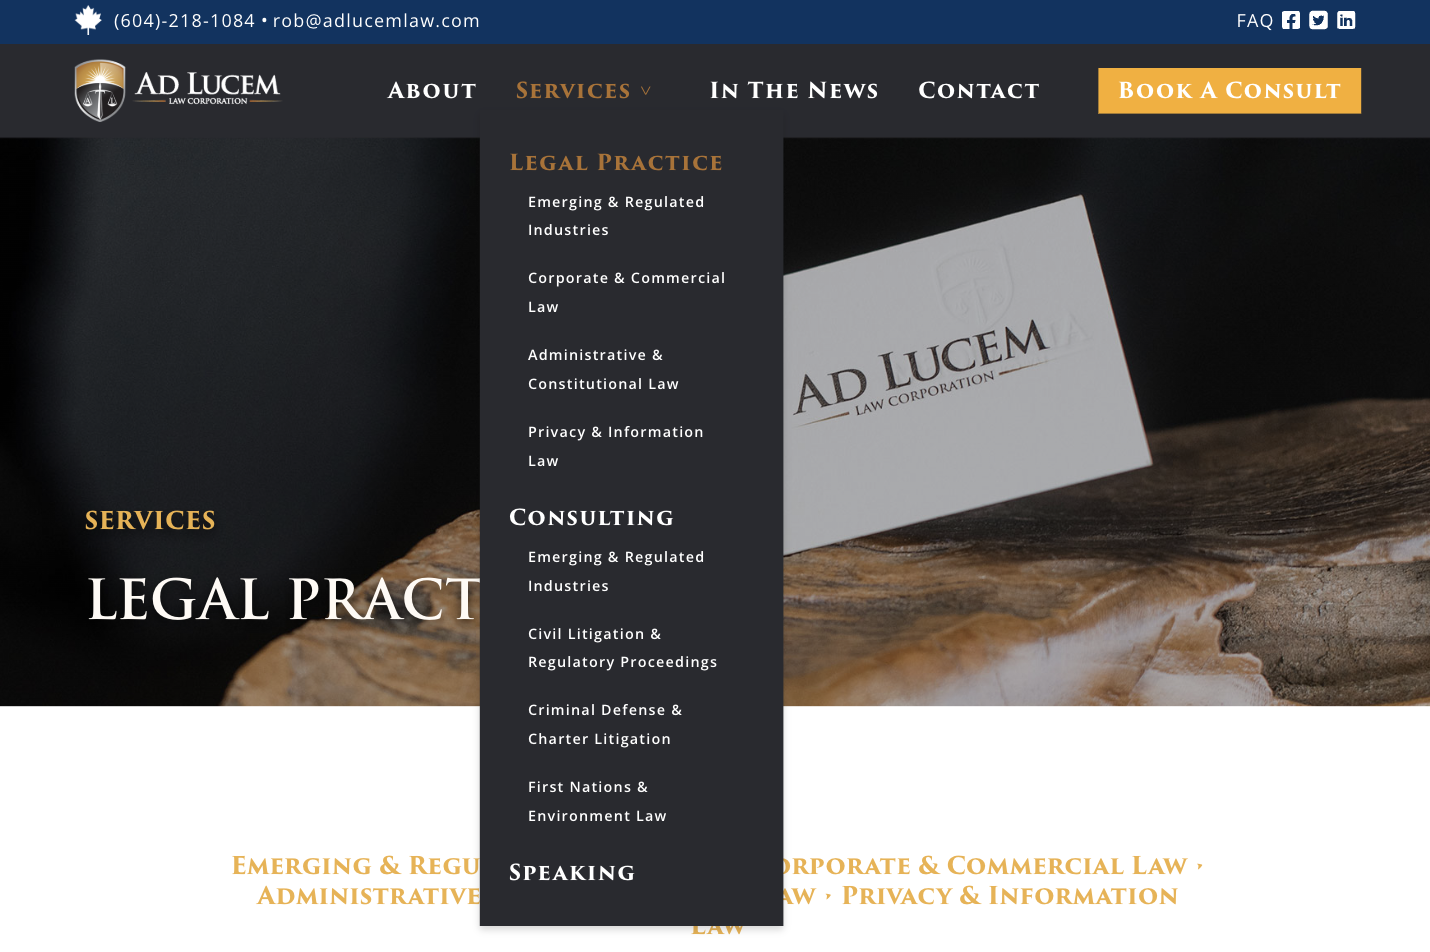 (604)-218-1084 • rob@adlucemlaw.com
FAQ
AD LUCEM
LAW CORPORATION
ABOUT
SERVICES
IN THE NEWS
CONTACT
BOOK A CONSULT
LEGAL PRACTICE
Emerging & Regulated
Industries
Corporate & Commercial
Law
Administrative &
Constitutional Law
Privacy & Information
Law
CONSULTING
Emerging & Regulated
Industries
Civil Litigation &
Regulatory Proceedings
Criminal Defense &
Charter Litigation
First Nations &
Environment Law
SPEAKING
AD LUCEM
LAW CORPORATION
SERVICES
LEGAL PRACT
EMERGING & REGU ORPORATE & COMMERCIAL LAW ·
ADMINISTRATIVE AW · PRIVACY & INFORMATION
LAW